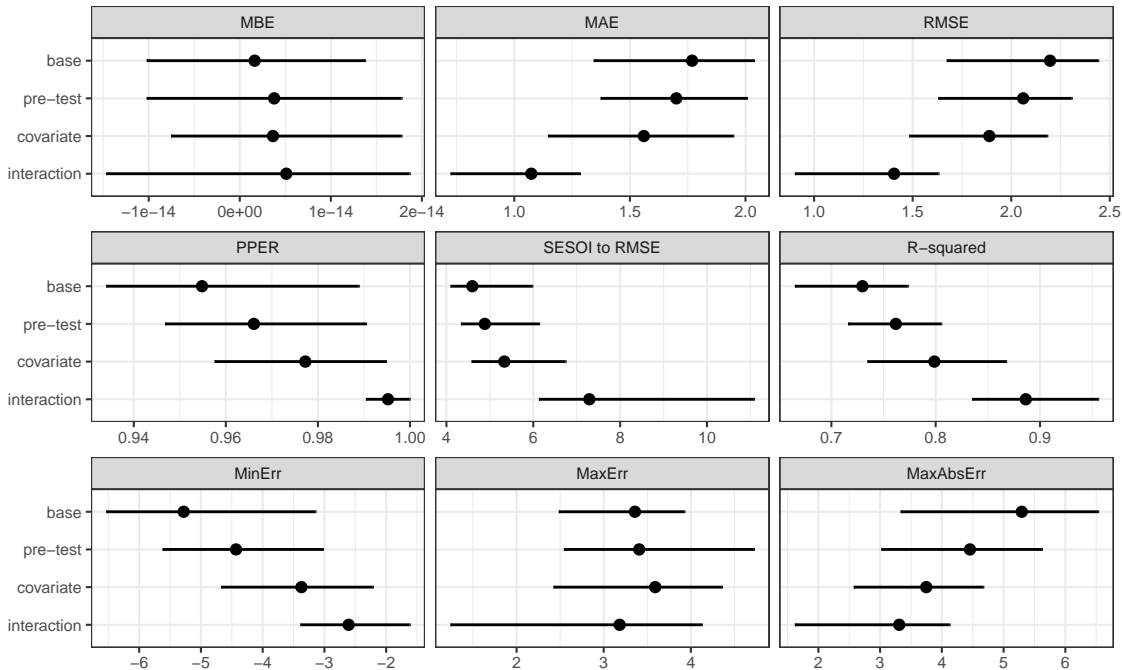 MBE MAE RMSE
base
pre−test
covariate
interaction
−1e−14 0e+00 1e−14 2e−14 1.0 1.5 2.0 1.0 1.5 2.0 2.5
PPER SESOI to RMSE R−squared
base
pre−test
covariate
interaction
0.94 0.96 0.98 1.00 4 6 8 10 0.7 0.8 0.9
MinErr MaxErr MaxAbsErr
base
pre−test
covariate
interaction
−6 −5 −4 −3 −2 2 3 4 2 3 4 5 6